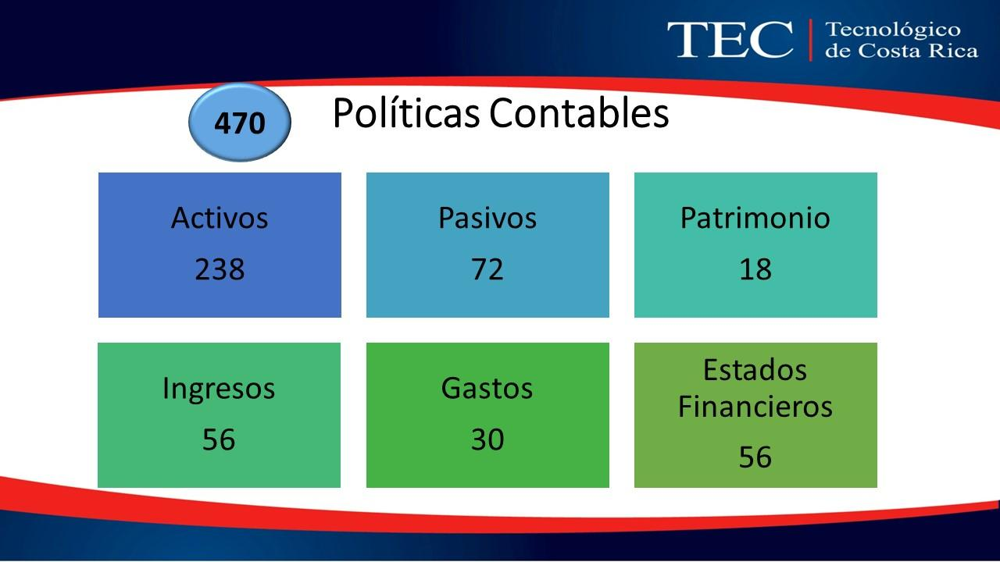 TEC
Tecnológico
de Costa Rica
470
Políticas Contables
Activos
238
Pasivos
72
Patrimonio
18
Ingresos
56
Gastos
30
Estados
Financieros
56